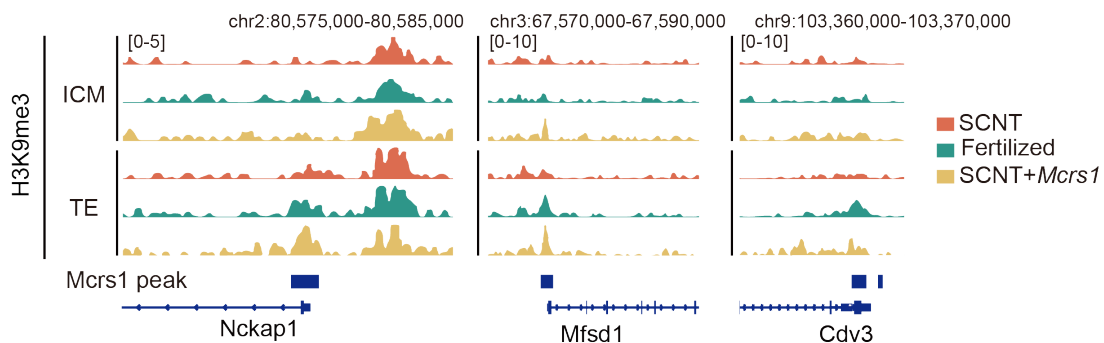 chr2:80,575,000-80,585,000
chr3:67,570,000-67,590,000
chr9:103,360,000-103,370,000
[0-5]
[0-10]
[0-10]
H3K9me3
ICM
TE
SCNT
Fertilized
SCNT+Mcrs1
Mcrs1 peak
Nckap1
Mfsd1
Cdv3